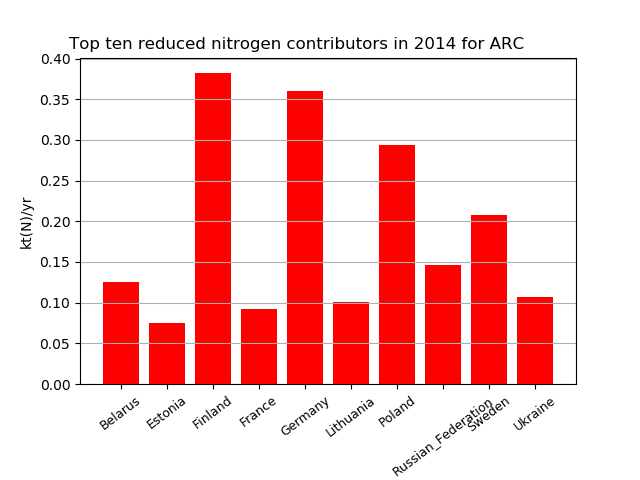 Top ten reduced nitrogen contributors in 2014 for ARC
0.40
0.35
0.30
0.25
0.20
0.15
0.10
0.05
0.00
kt(N)/yr
Belarus
Estonia
Finland
France
Germany
Lithuania
Poland
Russian_Federation
Sweden
Ukraine